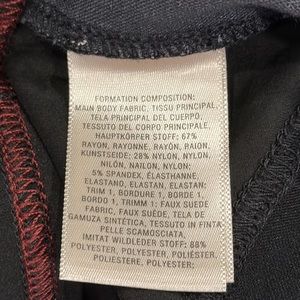 FORMATION COMPOSITION:
MAIN BODY FABRIC, TISSU PRINCIPAL,
TELA PRINCIPAL DEL CUERPO,
TESSUTO DEL CORPO PRINCIPALE,
HAUPTKÖRPER STOFF: 67%
RAYON, RAYONNE, RAYÓN, RAION,
KUNSTSEIDE; 28% NYLON, NYLON,
NILÓN, NAILON, NYLON;
5% SPANDEX, ÉLASTHANNE,
ELASTANO, ELASTAN, ELASTAN;
TRIM 1, BORDURE 1, BORDE 1,
BORDO 1, TRIMM 1: FAUX SUEDE
FABRIC, FAUX SUÈDE, TELA DE
GAMUZA SINTÉTICA, TESSUTO IN FINTA
PELLE SCAMOSCIATA,
IMITAT WILDLEDER STOFF: 88%
POLYESTER, POLYESTER, POLIÉSTER,
POLIESTERE, POLYESTER;